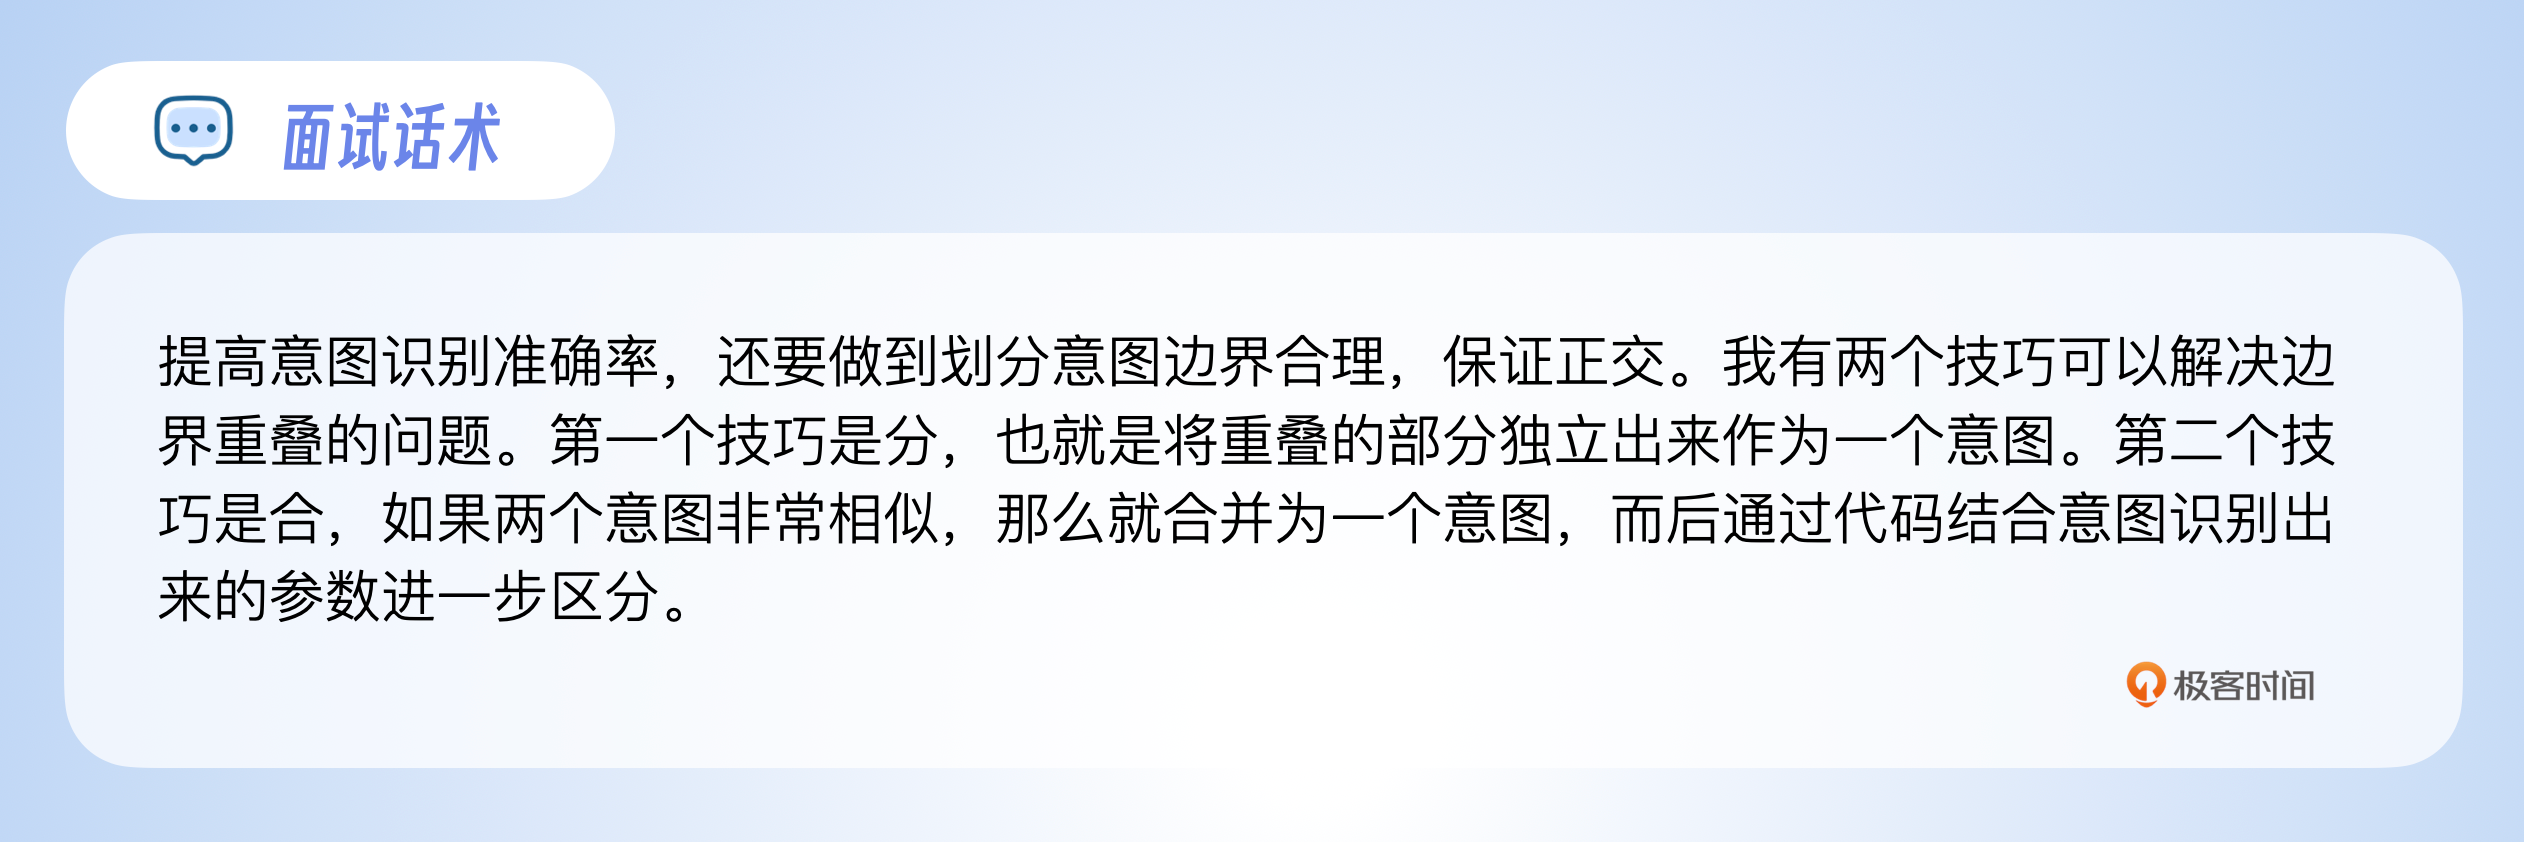 面试话术
提高意图识别准确率，还要做到划分意图边界合理，保证正交。我有两个技巧可以解决边
界重叠的问题。第一个技巧是分，也就是将重叠的部分独立出来作为一个意图。第二个技
巧是合，如果两个意图非常相似，那么就合并为一个意图，而后通过代码结合意图识别出
来的参数进一步区分。
极客时间